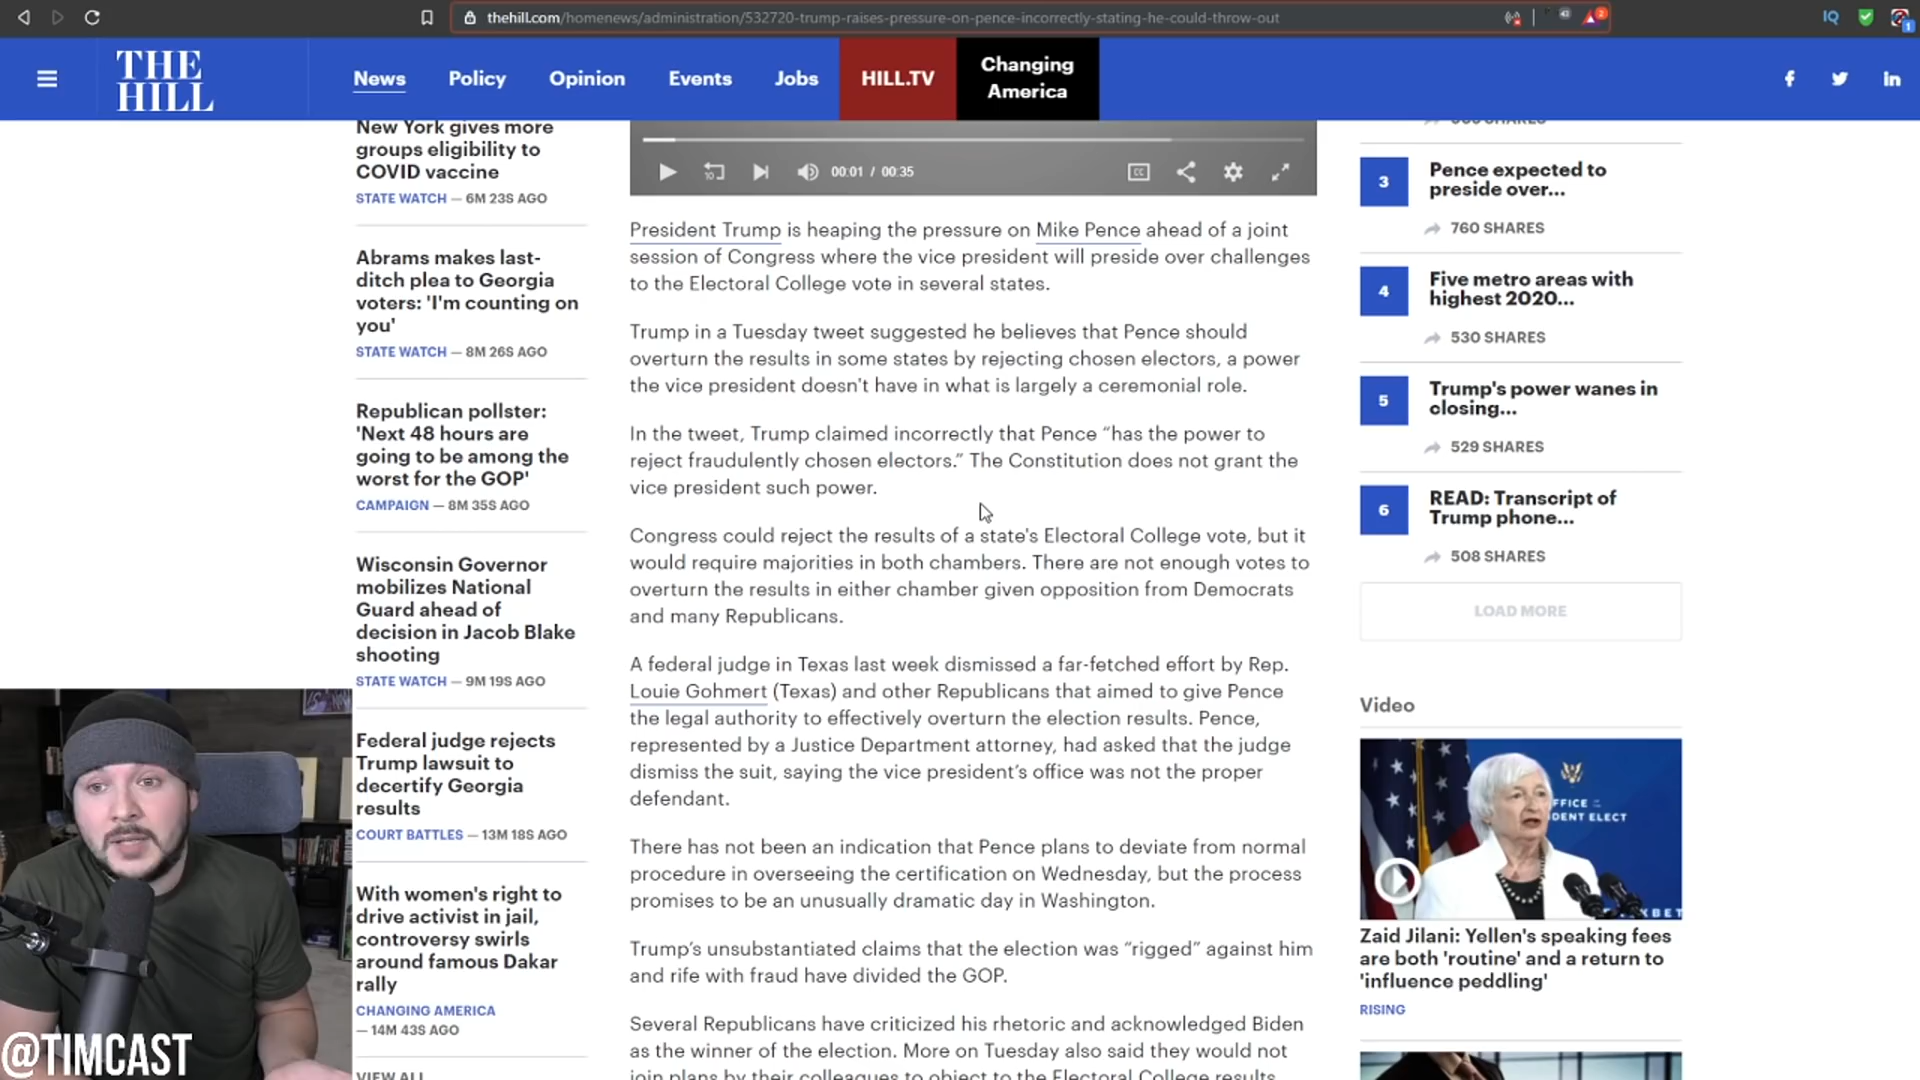 thehill.com/homenews/administration/532720-trump-raises-pressure-on-pence-incorrectly-stating-he-could-throw-out
IQ
THE
HILL
News
Policy
Opinion
Events
Jobs
HILL.TV
Changing
America
New York gives more
groups eligibility to
COVID vaccine
STATE WATCH — 6M 23S AGO
Abrams makes last-
ditch plea to Georgia
voters: 'I'm counting on
you'
STATE WATCH — 8M 26S AGO
Republican pollster:
'Next 48 hours are
going to be among the
worst for the GOP'
CAMPAIGN — 8M 35S AGO
Wisconsin Governor
mobilizes National
Guard ahead of
decision in Jacob Blake
shooting
STATE WATCH — 9M 19S AGO
Federal judge rejects
Trump lawsuit to
decertify Georgia
results
COURT BATTLES — 13M 18S AGO
With women's right to
drive activist in jail,
controversy swirls
around famous Dakar
rally
CHANGING AMERICA
— 14M 43S AGO
VIEW ALL
@TIMCAST
10
00:01 / 00:35
CC
President Trump is heaping the pressure on Mike Pence ahead of a joint
session of Congress where the vice president will preside over challenges
to the Electoral College vote in several states.
Trump in a Tuesday tweet suggested he believes that Pence should
overturn the results in some states by rejecting chosen electors, a power
the vice president doesn't have in what is largely a ceremonial role.
In the tweet, Trump claimed incorrectly that Pence “has the power to
reject fraudulently chosen electors.” The Constitution does not grant the
vice president such power.
Congress could reject the results of a state's Electoral College vote, but it
would require majorities in both chambers. There are not enough votes to
overturn the results in either chamber given opposition from Democrats
and many Republicans.
A federal judge in Texas last week dismissed a far-fetched effort by Rep.
Louie Gohmert (Texas) and other Republicans that aimed to give Pence
the legal authority to effectively overturn the election results. Pence,
represented by a Justice Department attorney, had asked that the judge
dismiss the suit, saying the vice president’s office was not the proper
defendant.
There has not been an indication that Pence plans to deviate from normal
procedure in overseeing the certification on Wednesday, but the process
promises to be an unusually dramatic day in Washington.
Trump’s unsubstantiated claims that the election was “rigged” against him
and rife with fraud have divided the GOP.
Several Republicans have criticized his rhetoric and acknowledged Biden
as the winner of the election. More on Tuesday also said they would not
join plans by their colleagues to object to the Electoral College results
SHARES
3
Pence expected to
preside over...
760 SHARES
4
Five metro areas with
highest 2020...
530 SHARES
5
Trump's power wanes in
closing...
529 SHARES
6
READ: Transcript of
Trump phone...
508 SHARES
LOAD MORE
Video
FFICE
DENT ELECT
Zaid Jilani: Yellen's speaking fees
are both 'routine' and a return to
'influence peddling'
RISING